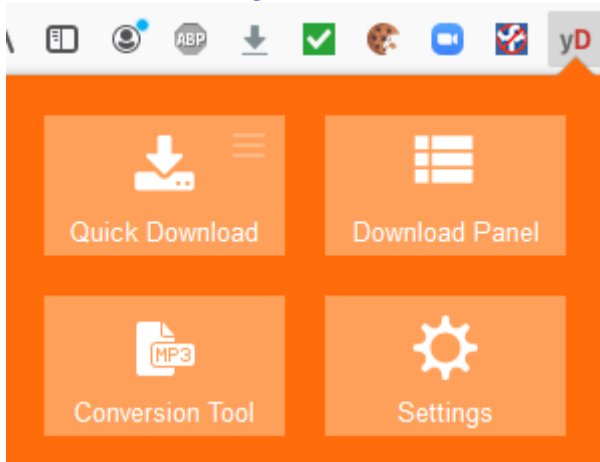 ABP
yD
Quick Download
Download Panel
MP3
Conversion Tool
Settings